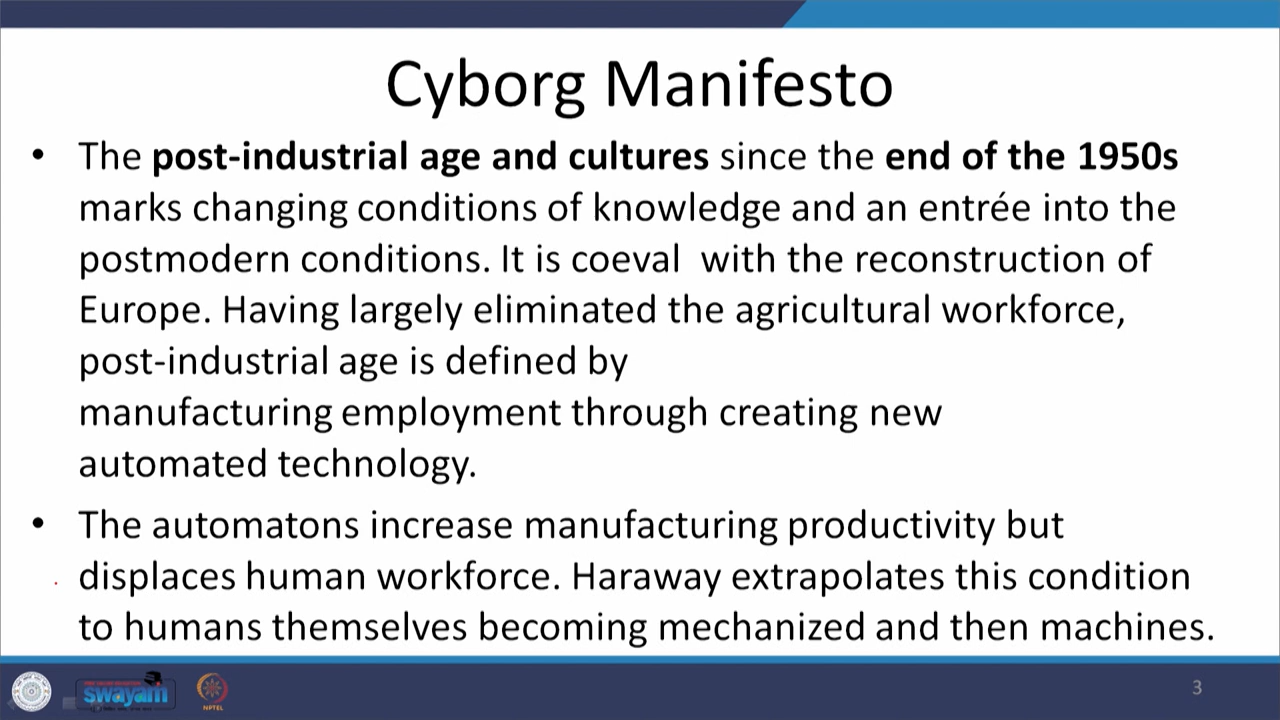 Cyborg Manifesto
• The post-industrial age and cultures since the end of the 1950s
marks changing conditions of knowledge and an entrée into the
postmodern conditions. It is coeval  with the reconstruction of
Europe. Having largely eliminated the agricultural workforce,
post-industrial age is defined by
manufacturing employment through creating new
automated technology.
• The automatons increase manufacturing productivity but
displaces human workforce. Haraway extrapolates this condition
to humans themselves becoming mechanized and then machines.
swayam
NPTEL
3